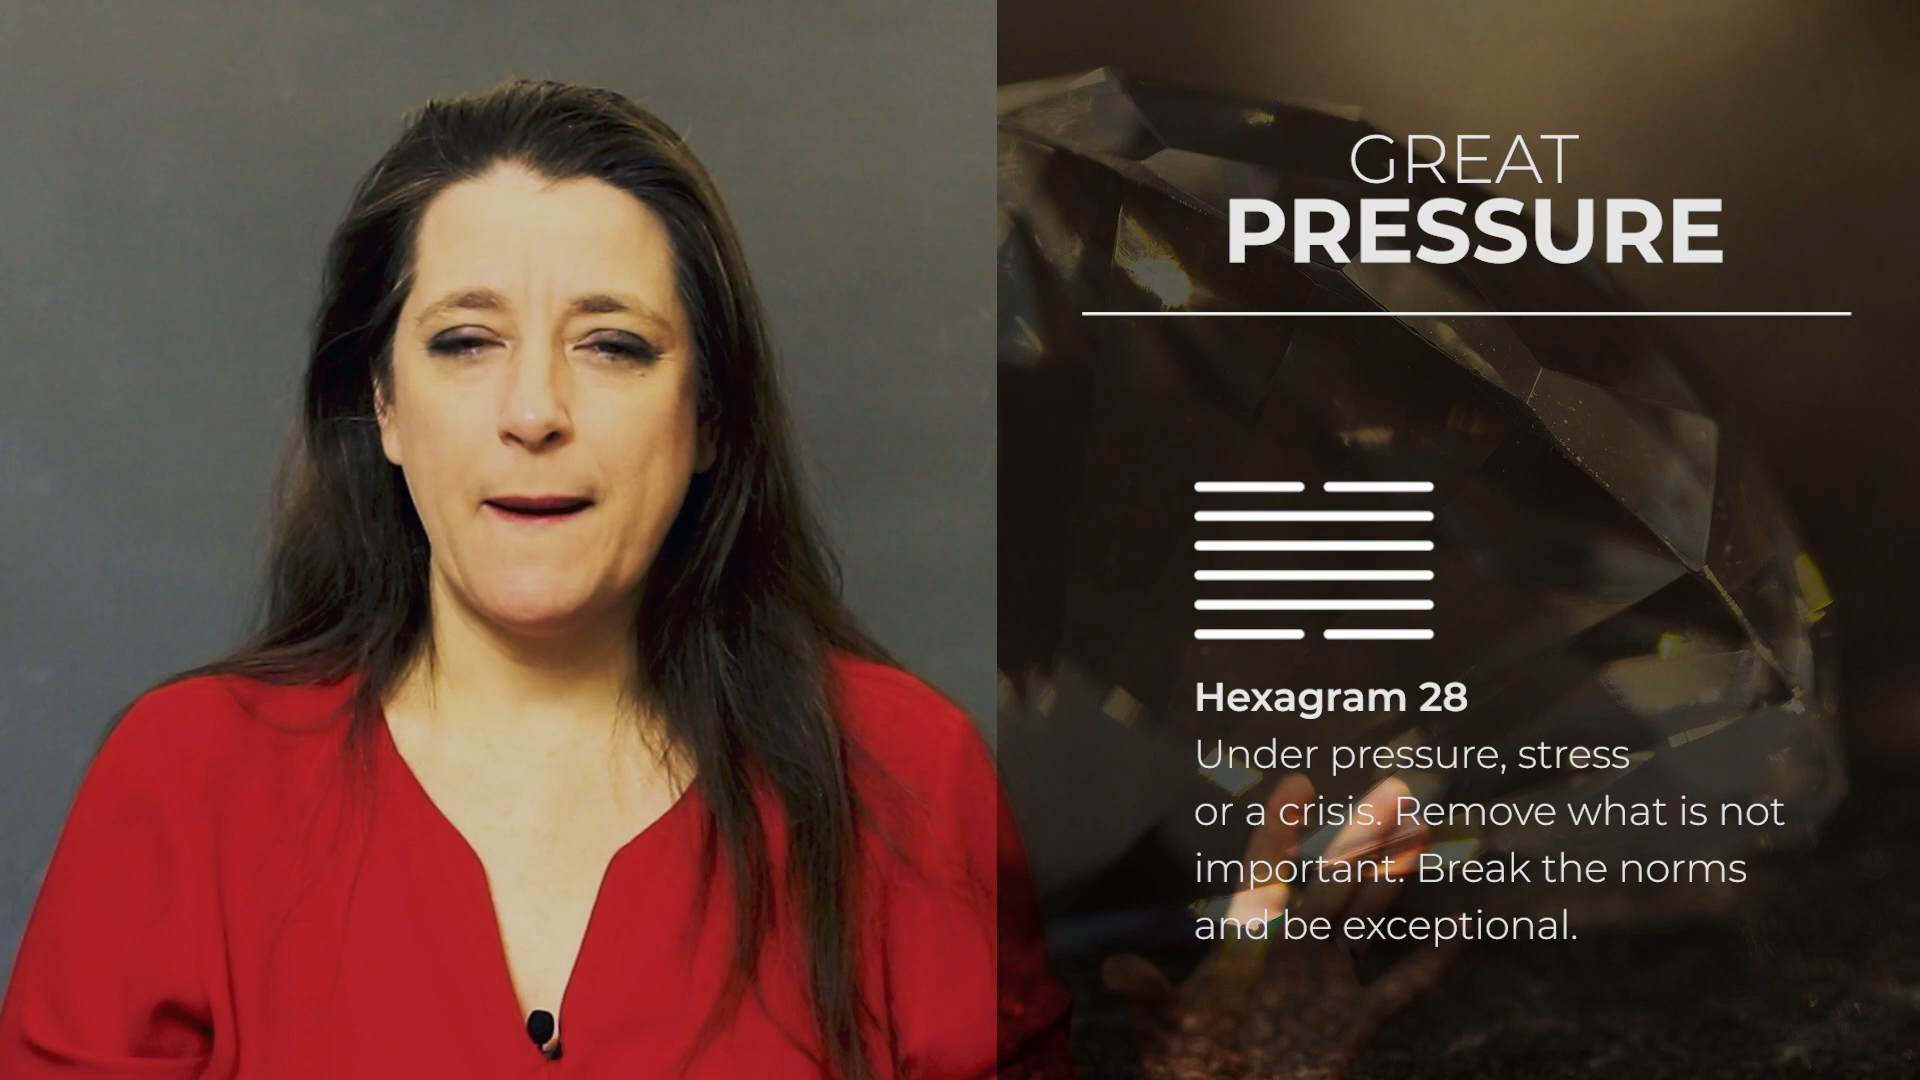 GREAT
PRESSURE
Hexagram 28
Under pressure, stress
or a crisis. Remove what is not
important. Break the norms
and be exceptional.